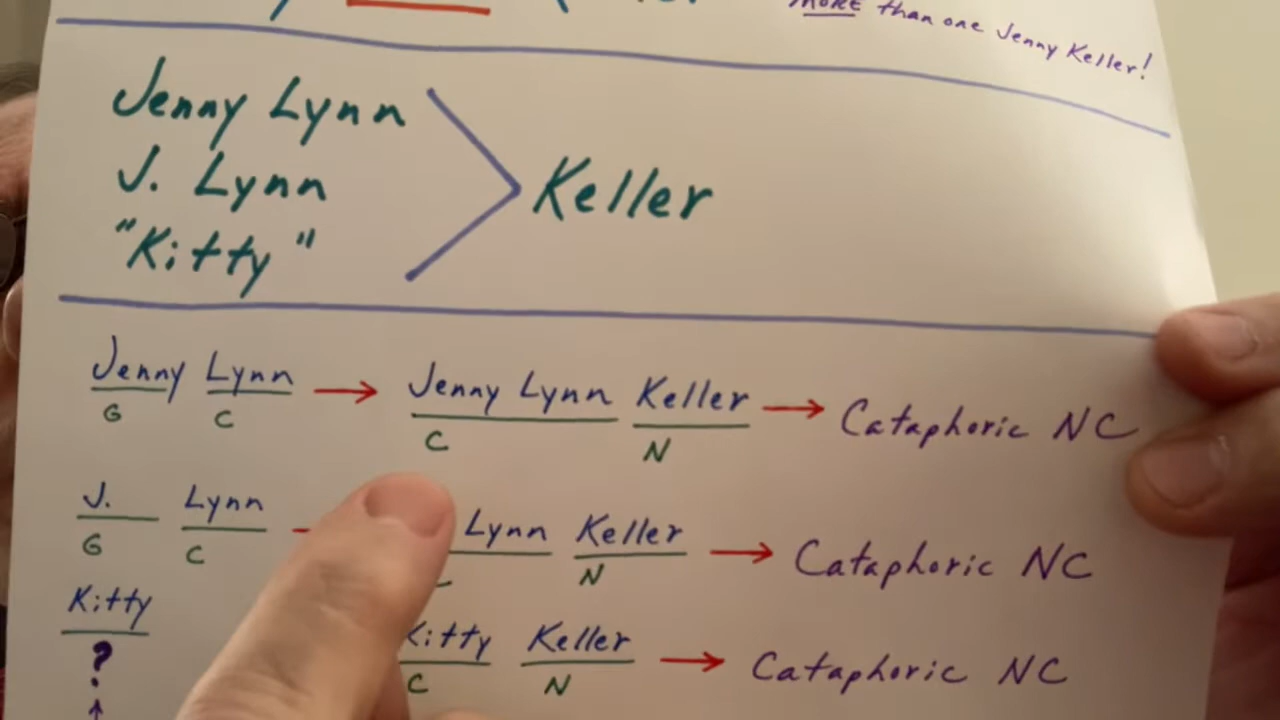 MORE than one Jenny Keller!
Jenny Lynn
J. Lynn
"Kitty"
Keller
Jenny Lynn → Jenny Lynn Keller → Cataphoric NC
G C C N
J. Lynn Lynn Keller → Cataphoric NC
G C N
Kitty Kitty Keller → Cataphoric NC
? C N